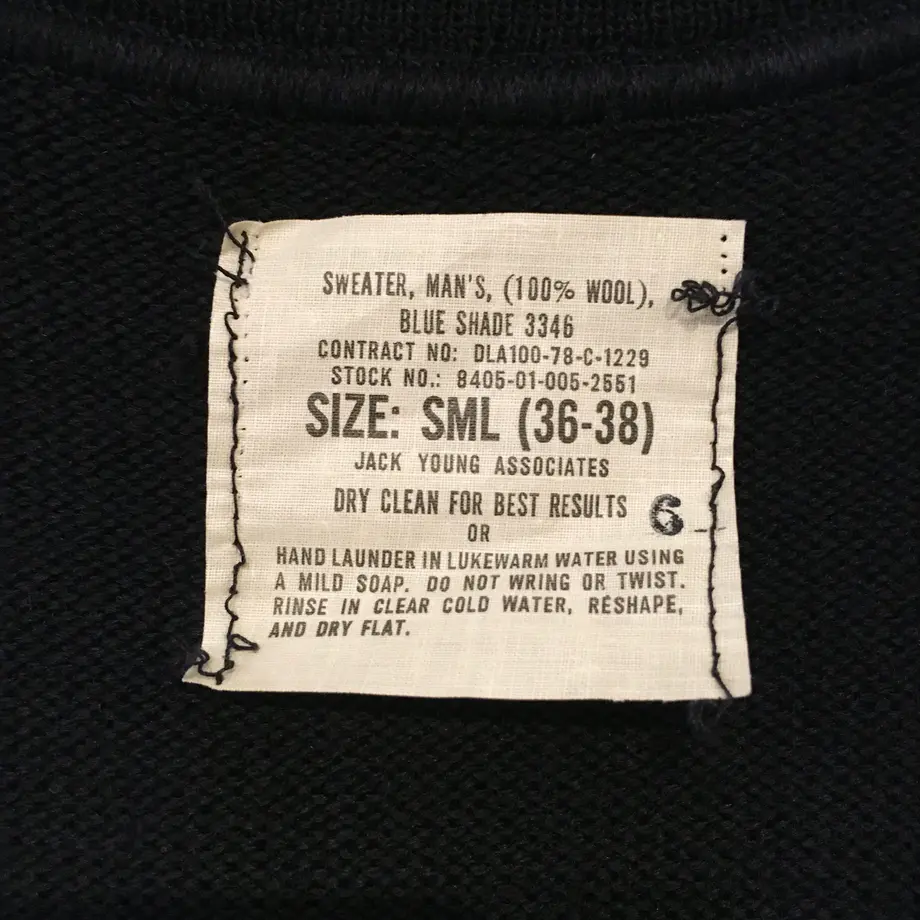 SWEATER, MAN'S, (100% WOOL),
BLUE SHADE 3346
CONTRACT NO: DLA100-78-C-1229
STOCK NO.: 8405-01-005-2551
SIZE: SML (36-38)
JACK YOUNG ASSOCIATES
DRY CLEAN FOR BEST RESULTS 6
OR
HAND LAUNDER IN LUKEWARM WATER USING
A MILD SOAP. DO NOT WRING OR TWIST.
RINSE IN CLEAR COLD WATER, RESHAPE,
AND DRY FLAT.